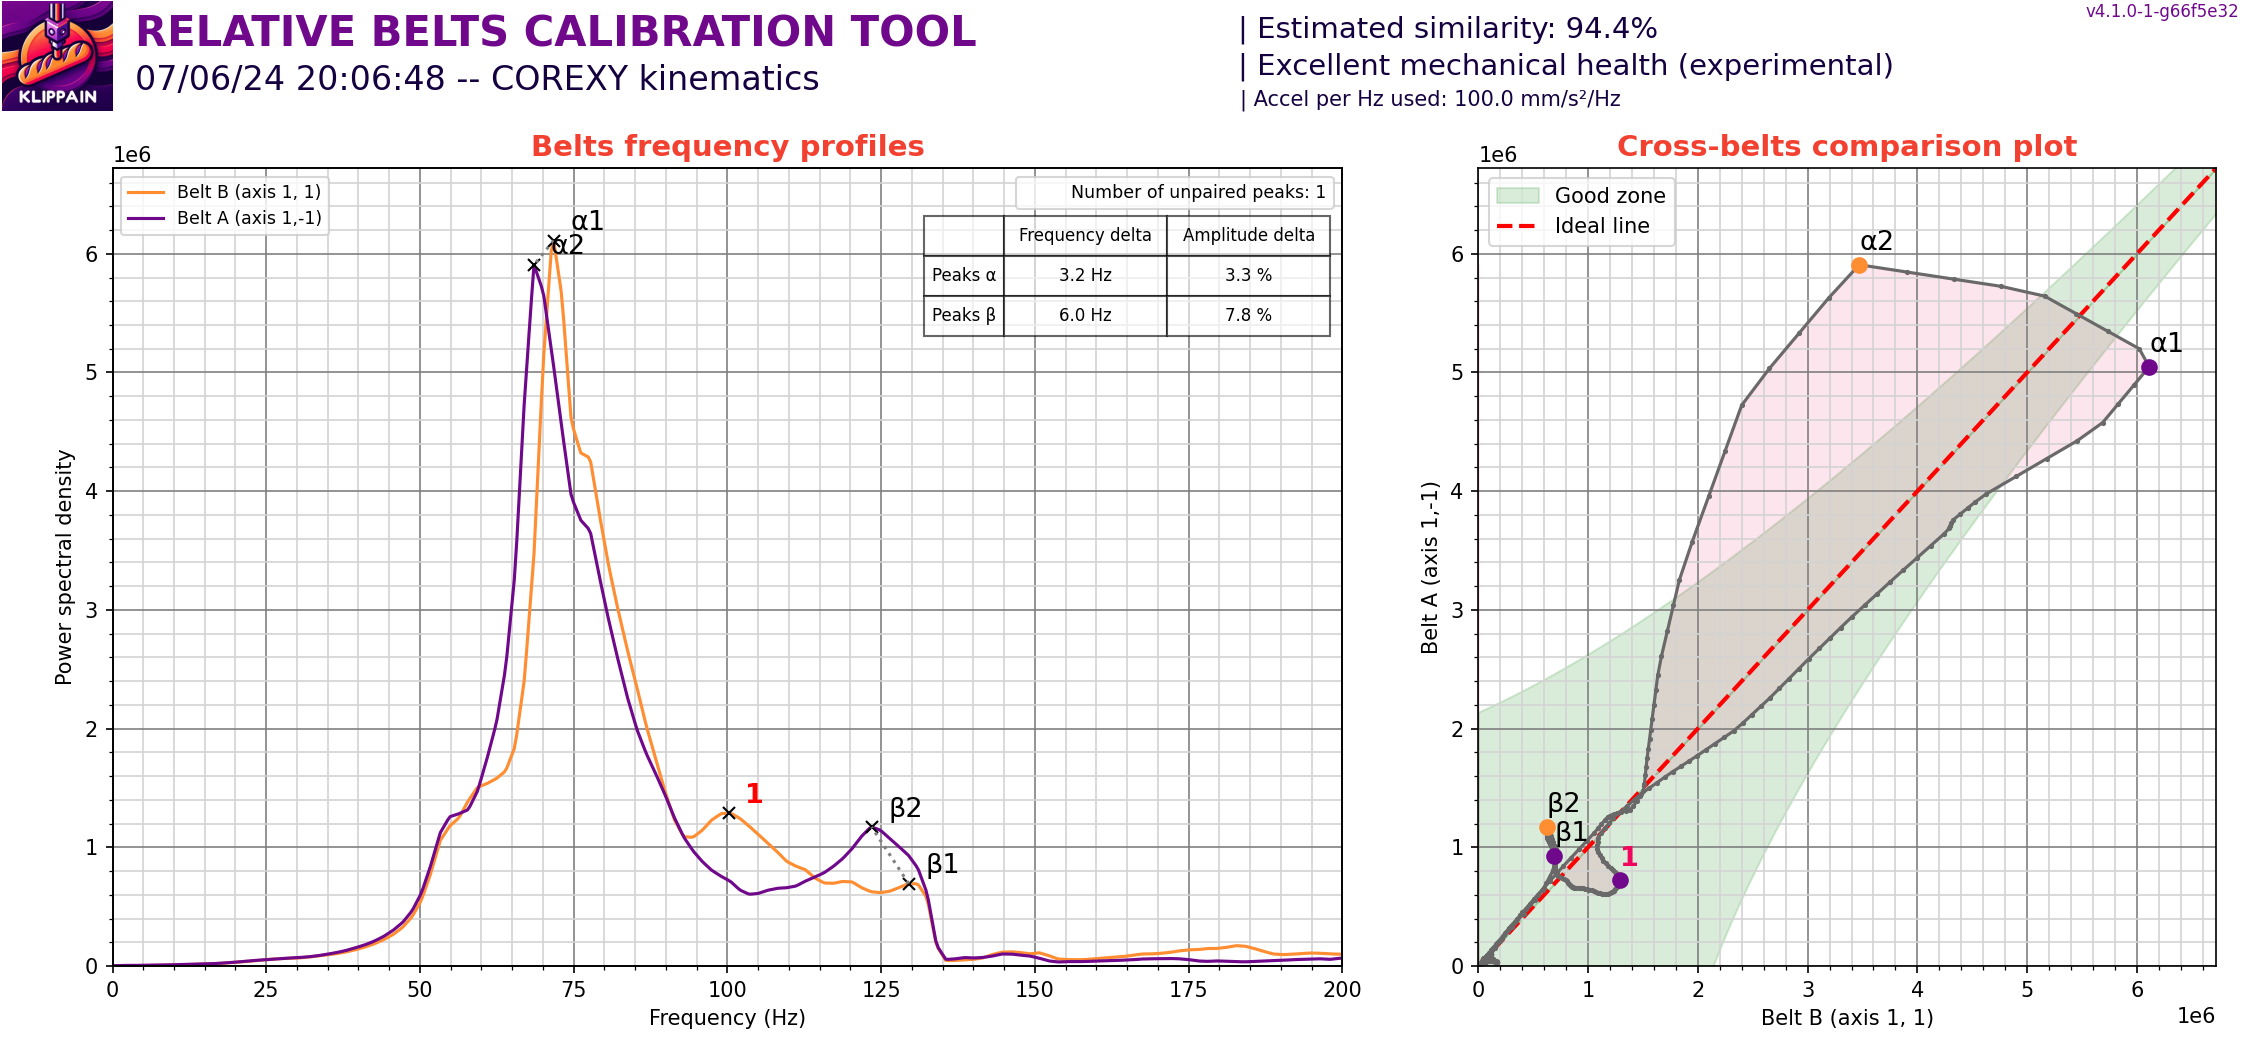 KLIPPAIN
RELATIVE BELTS CALIBRATION TOOL
07/06/24 20:06:48 -- COREXY kinematics
| Estimated similarity: 94.4%
| Excellent mechanical health (experimental)
| Accel per Hz used: 100.0 mm/s²/Hz
v4.1.0-1-g66f5e32
Belts frequency profiles
1e6
Belt B (axis 1, 1)
Belt A (axis 1,-1)
Number of unpaired peaks: 1
Frequency delta Amplitude delta
Peaks α 3.2 Hz 3.3 %
Peaks β 6.0 Hz 7.8 %
α1
α2
1
β2
β1
Power spectral density
6
5
4
3
2
1
0
0 25 50 75 100 125 150 175 200
Frequency (Hz)
Cross-belts comparison plot
1e6
Good zone
Ideal line
α2
α1
β2
β1
1
Belt A (axis 1,-1)
6
5
4
3
2
1
0
0 1 2 3 4 5 6
Belt B (axis 1, 1)
1e6